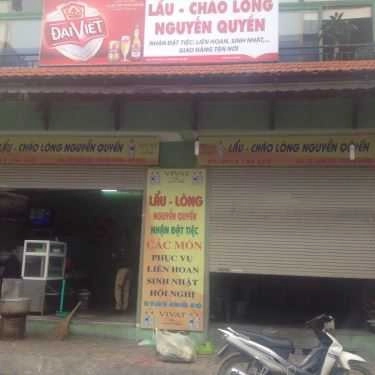 ĐẠI VIỆT
LẨU - CHÁO LÒNG
NGUYỄN QUYỀN
NHẬN ĐẶT TIỆC, LIÊN HOAN, SINH NHẬT,...
GIAO HÀNG TẬN NƠI
LẨU - CHÁO LÒNG NGUYỄN QUYỀN
LẨU - CHÁO LÒNG NGUYỄN QUYỀN
VIVAT
LẨU - LÒNG
NGUYỄN QUYỀN
NHẬN ĐẶT TIỆC
CÁC MÓN
PHỤC VỤ
LIÊN HOAN
SINH NHẬT
HỘI NGHỊ
VIVAT